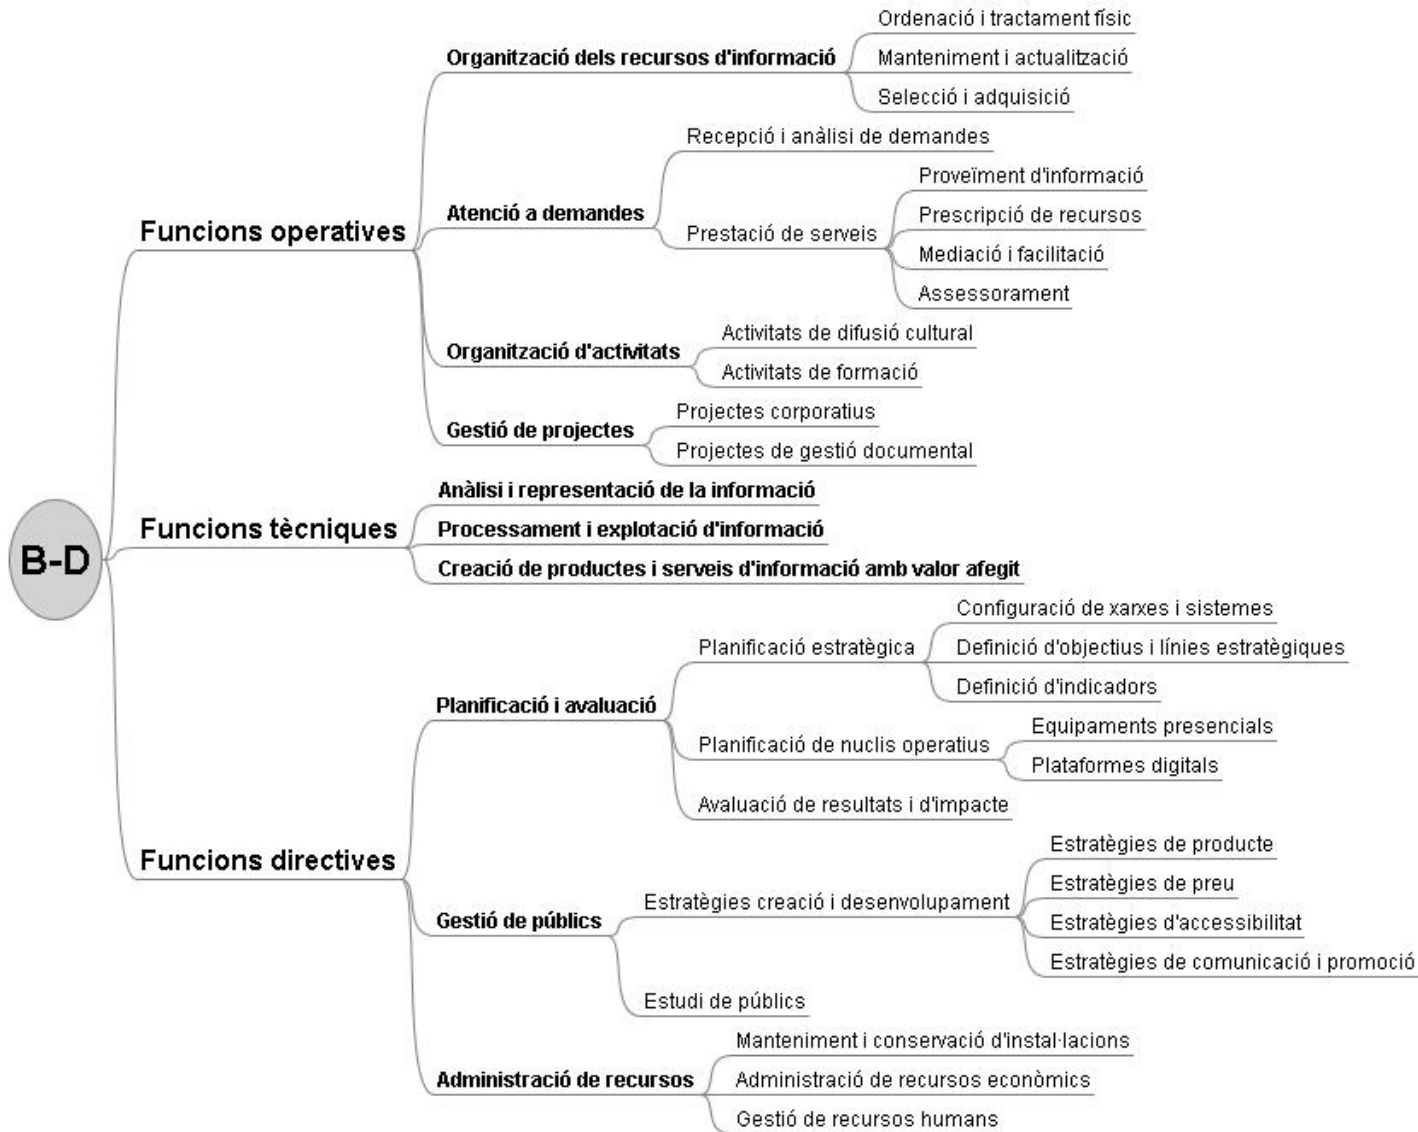 B-D
Funcions operatives
Organització dels recursos d'informació
Ordenació i tractament físic
Manteniment i actualització
Selecció i adquisició
Atenció a demandes
Recepció i anàlisi de demandes
Prestació de serveis
Proveïment d'informació
Prescripció de recursos
Mediació i facilitació
Assessorament
Organització d'activitats
Activitats de difusió cultural
Activitats de formació
Gestió de projectes
Projectes corporatius
Projectes de gestió documental
Funcions tècniques
Anàlisi i representació de la informació
Processament i explotació d'informació
Creació de productes i serveis d'informació amb valor afegit
Funcions directives
Planificació i avaluació
Planificació estratègica
Configuració de xarxes i sistemes
Definició d'objectius i línies estratègiques
Definició d'indicadors
Planificació de nuclis operatius
Equipaments presencials
Plataformes digitals
Avaluació de resultats i d'impacte
Gestió de públics
Estratègies creació i desenvolupament
Estratègies de producte
Estratègies de preu
Estratègies d'accessibilitat
Estratègies de comunicació i promoció
Estudi de públics
Administració de recursos
Manteniment i conservació d'instal·lacions
Administració de recursos econòmics
Gestió de recursos humans